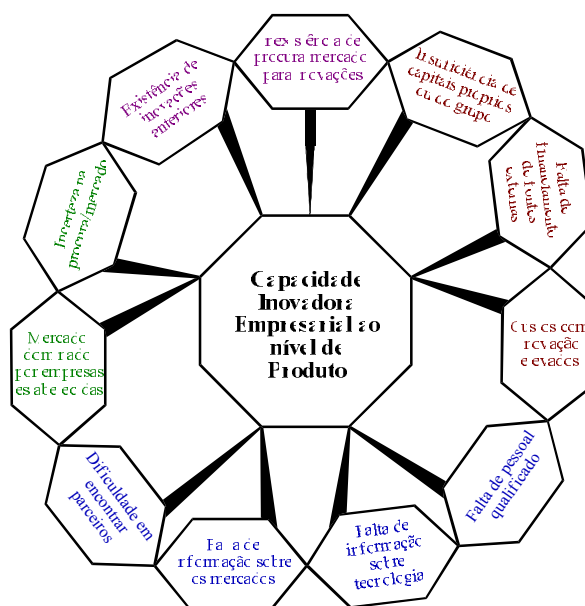 Inexistência de
procura mercado
para inovações
Insuficiência de
capitais próprios
ou do grupo
Falta de
financiamento
de fontes
externas
Custos com
inovação
elevados
Falta de pessoal
qualificado
Falta de
informação
sobre
tecnologia
Falta de
informação sobre
os mercados
Dificuldade em
encontrar
parceiros
Mercado
dominado
por empresas
estabelecidas
Incerteza na
procura/mercado
Existência de
inovações
anteriores
Capacidade
Inovadora
Empresarial ao
nível de
Produto